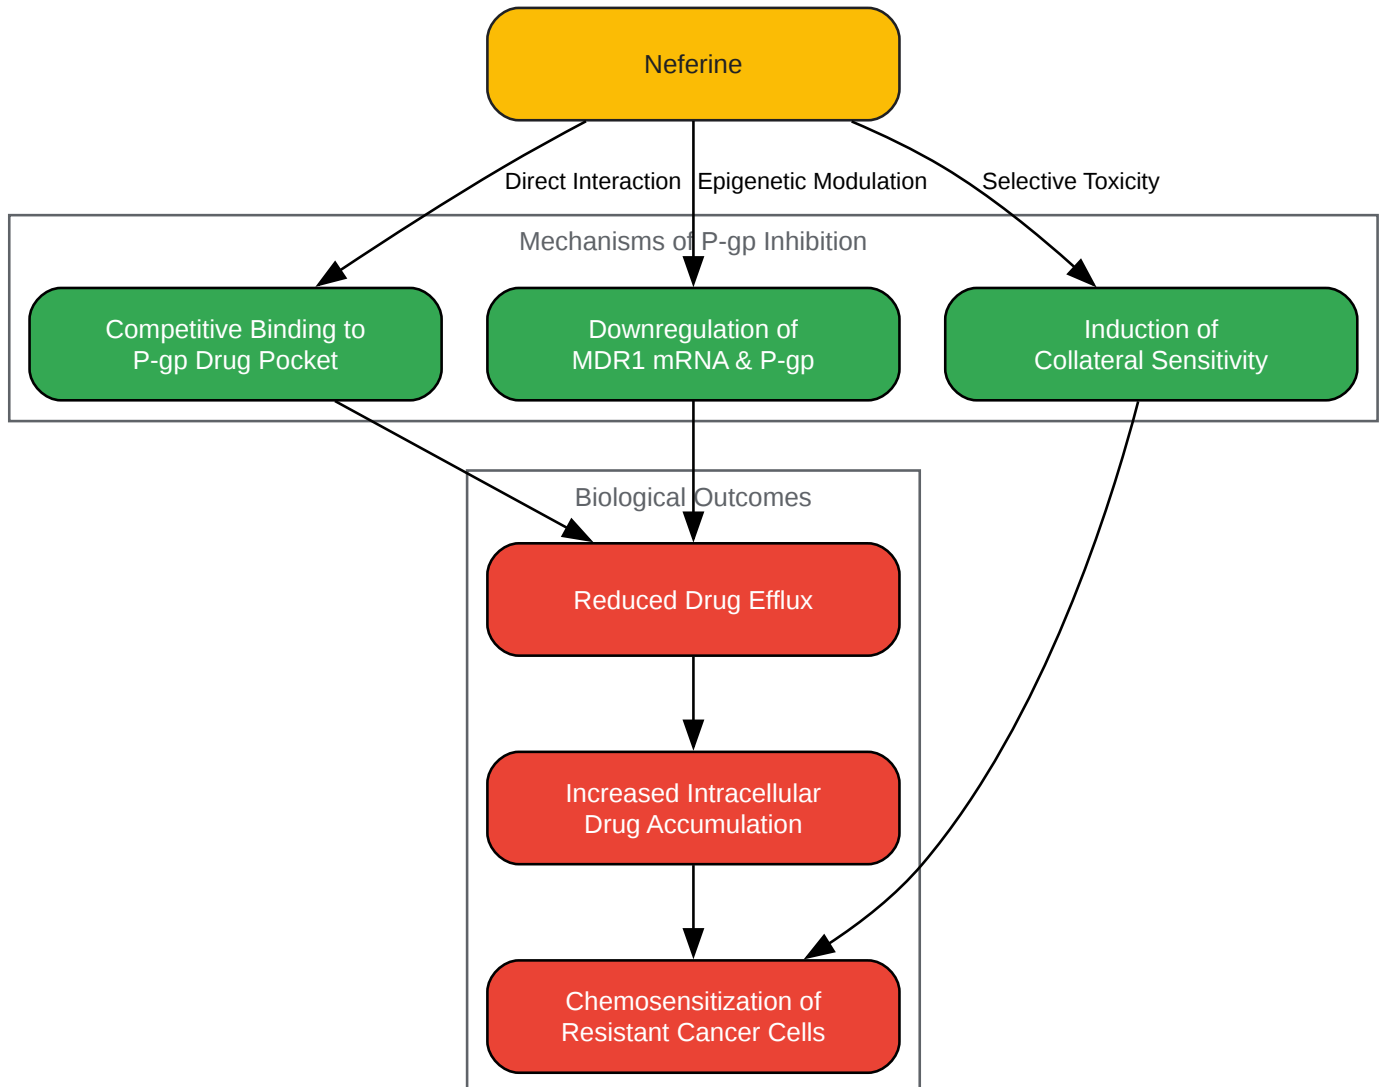 Neferine
Direct Interaction
Epigenetic Modulation
Selective Toxicity
Mechanisms of P-gp Inhibition
Competitive Binding to
P-gp Drug Pocket
Downregulation of
MDR1 mRNA & P-gp
Induction of
Collateral Sensitivity
Biological Outcomes
Reduced Drug Efflux
Increased Intracellular
Drug Accumulation
Chemosensitization of
Resistant Cancer Cells